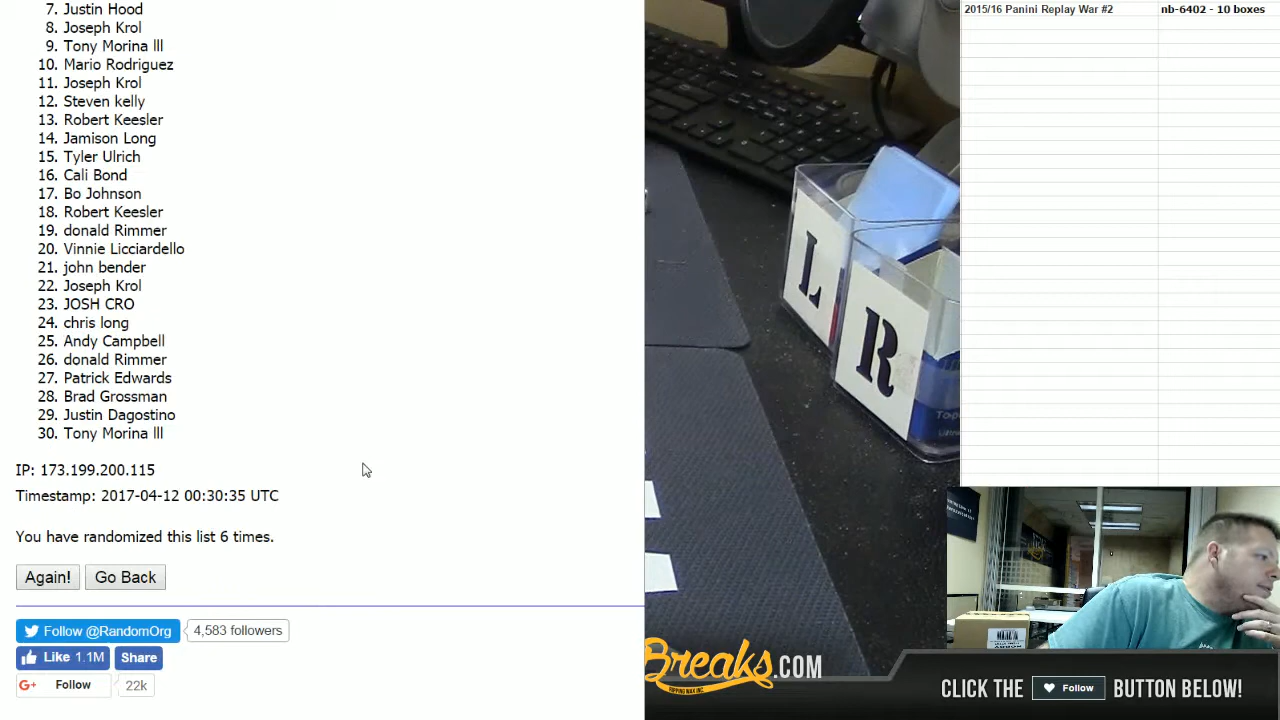 7. Justin Hood
8. Joseph Krol
9. Tony Morina lll
10. Mario Rodriguez
11. Joseph Krol
12. Steven kelly
13. Robert Keesler
14. Jamison Long
15. Tyler Ulrich
16. Cali Bond
17. Bo Johnson
18. Robert Keesler
19. donald Rimmer
20. Vinnie Licciardello
21. john bender
22. Joseph Krol
23. JOSH CRO
24. chris long
25. Andy Campbell
26. donald Rimmer
27. Patrick Edwards
28. Brad Grossman
29. Justin Dagostino
30. Tony Morina lll
IP: 173.199.200.115
Timestamp: 2017-04-12 00:30:35 UTC
You have randomized this list 6 times.
Again! Go Back
Follow @RandomOrg 4,583 followers
Like 1.1M Share
G+ Follow 22k
2015/16 Panini Replay War #2 nb-6402 - 10 boxes
L
R
Breaks.COM
CLICK THE Follow BUTTON BELOW!